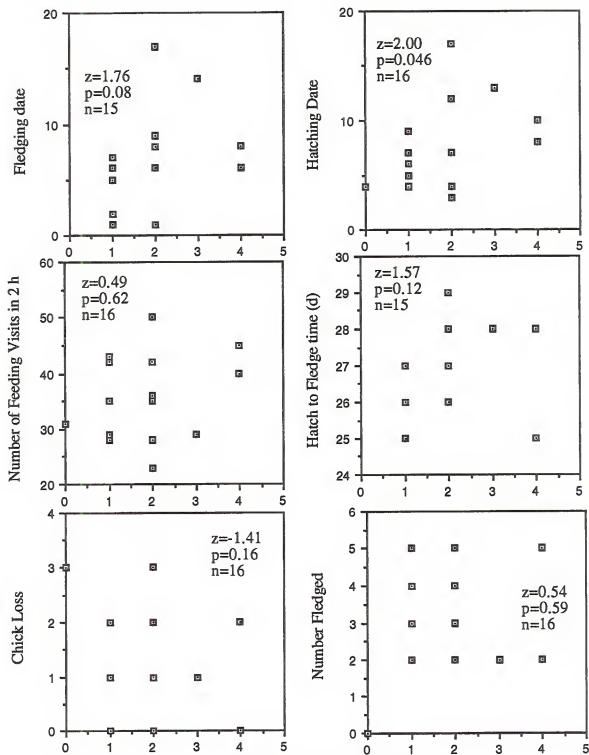 Fledging date
20
10
0
z=1.76
p=0.08
n=15
0 1 2 3 4 5
Hatching Date
20
10
0
z=2.00
p=0.046
n=16
0 1 2 3 4 5
Number of Feeding Visits in 2 h
60
50
40
30
20
z=0.49
p=0.62
n=16
0 1 2 3 4 5
Hatch to Fledge time (d)
30
29
28
27
26
25
24
z=1.57
p=0.12
n=15
0 1 2 3 4 5
Chick Loss
4
3
2
1
0
z=-1.41
p=0.16
n=16
0 1 2 3 4 5
Number Fledged
6
5
4
3
2
1
0
z=0.54
p=0.59
n=16
0 1 2 3 4 5